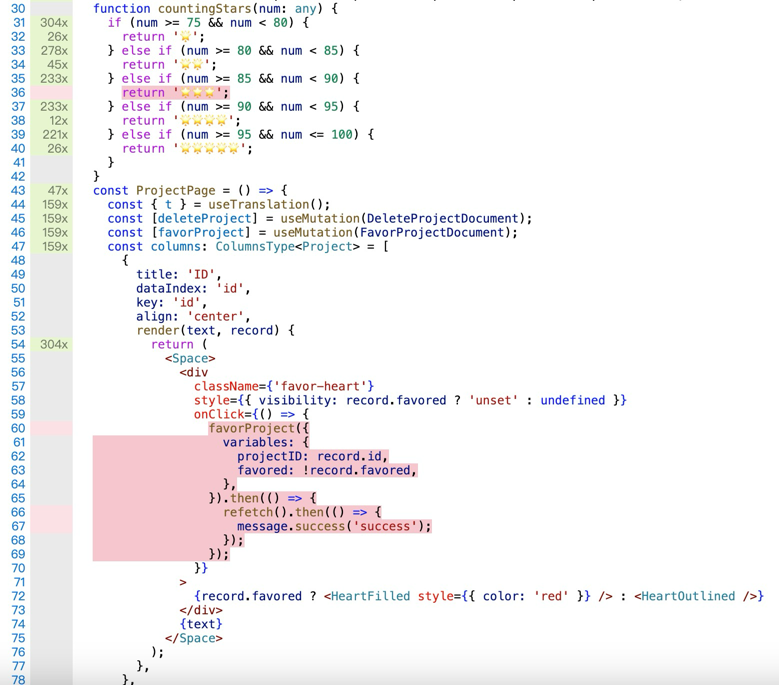 30 function countingStars(num: any) {
31 304x if (num >= 75 && num < 80) {
32 26x return '🌟';
33 278x } else if (num >= 80 && num < 85) {
34 45x return '🌟🌟';
35 233x } else if (num >= 85 && num < 90) {
36 return '🌟🌟🌟';
37 233x } else if (num >= 90 && num < 95) {
38 12x return '🌟🌟🌟🌟';
39 221x } else if (num >= 95 && num <= 100) {
40 26x return '🌟🌟🌟🌟🌟';
41 }
42 }
43 47x const ProjectPage = () => {
44 159x const { t } = useTranslation();
45 159x const [deleteProject] = useMutation(DeleteProjectDocument);
46 159x const [favorProject] = useMutation(FavorProjectDocument);
47 159x const columns: ColumnsType<Project> = [
48 {
49 title: 'ID',
50 dataIndex: 'id',
51 key: 'id',
52 align: 'center',
53 render(text, record) {
54 304x return (
55 <Space>
56 <div
57 className={'favor-heart'}
58 style={{ visibility: record.favored ? 'unset' : undefined }}
59 onClick={() => {
60 favorProject({
61 variables: {
62 projectID: record.id,
63 favored: !record.favored,
64 },
65 }).then(() => {
66 refetch().then(() => {
67 message.success('success');
68 });
69 });
70 }}
71 >
72 {record.favored ? <HeartFilled style={{ color: 'red' }} /> : <HeartOutlined />}
73 </div>
74 {text}
75 </Space>
76 );
77 },
78 },